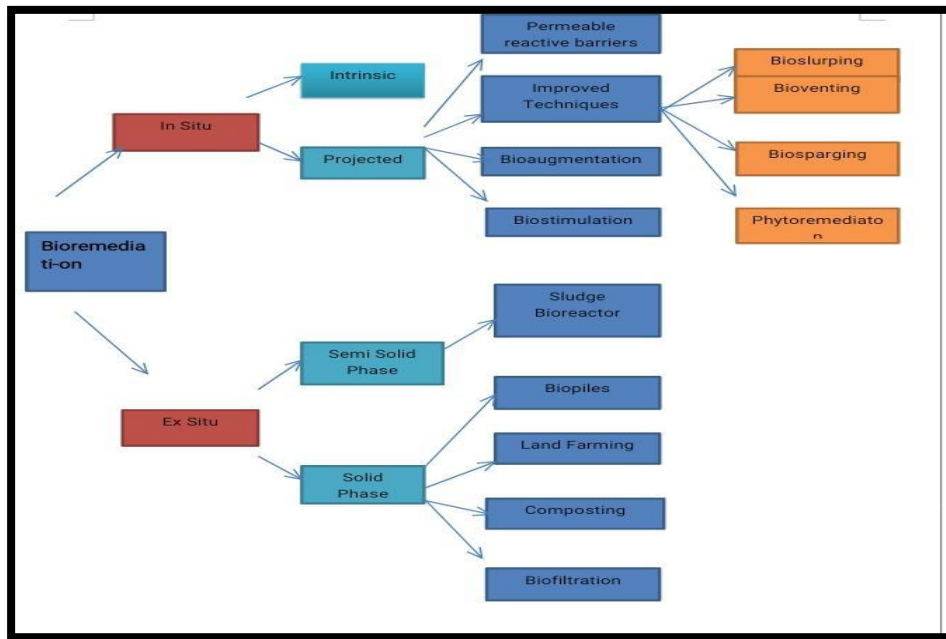 Permeable
reactive barriers
Intrinsic
Improved
Techniques
Bioslurping
Bioventing
In Situ
Projected
Bioaugmentation
Biosparging
Biostimulation
Phytoremediato
n
Bioremedia
ti-on
Sludge
Bioreactor
Semi Solid
Phase
Biopiles
Ex Situ
Land Farming
Solid
Phase
Composting
Biofiltration